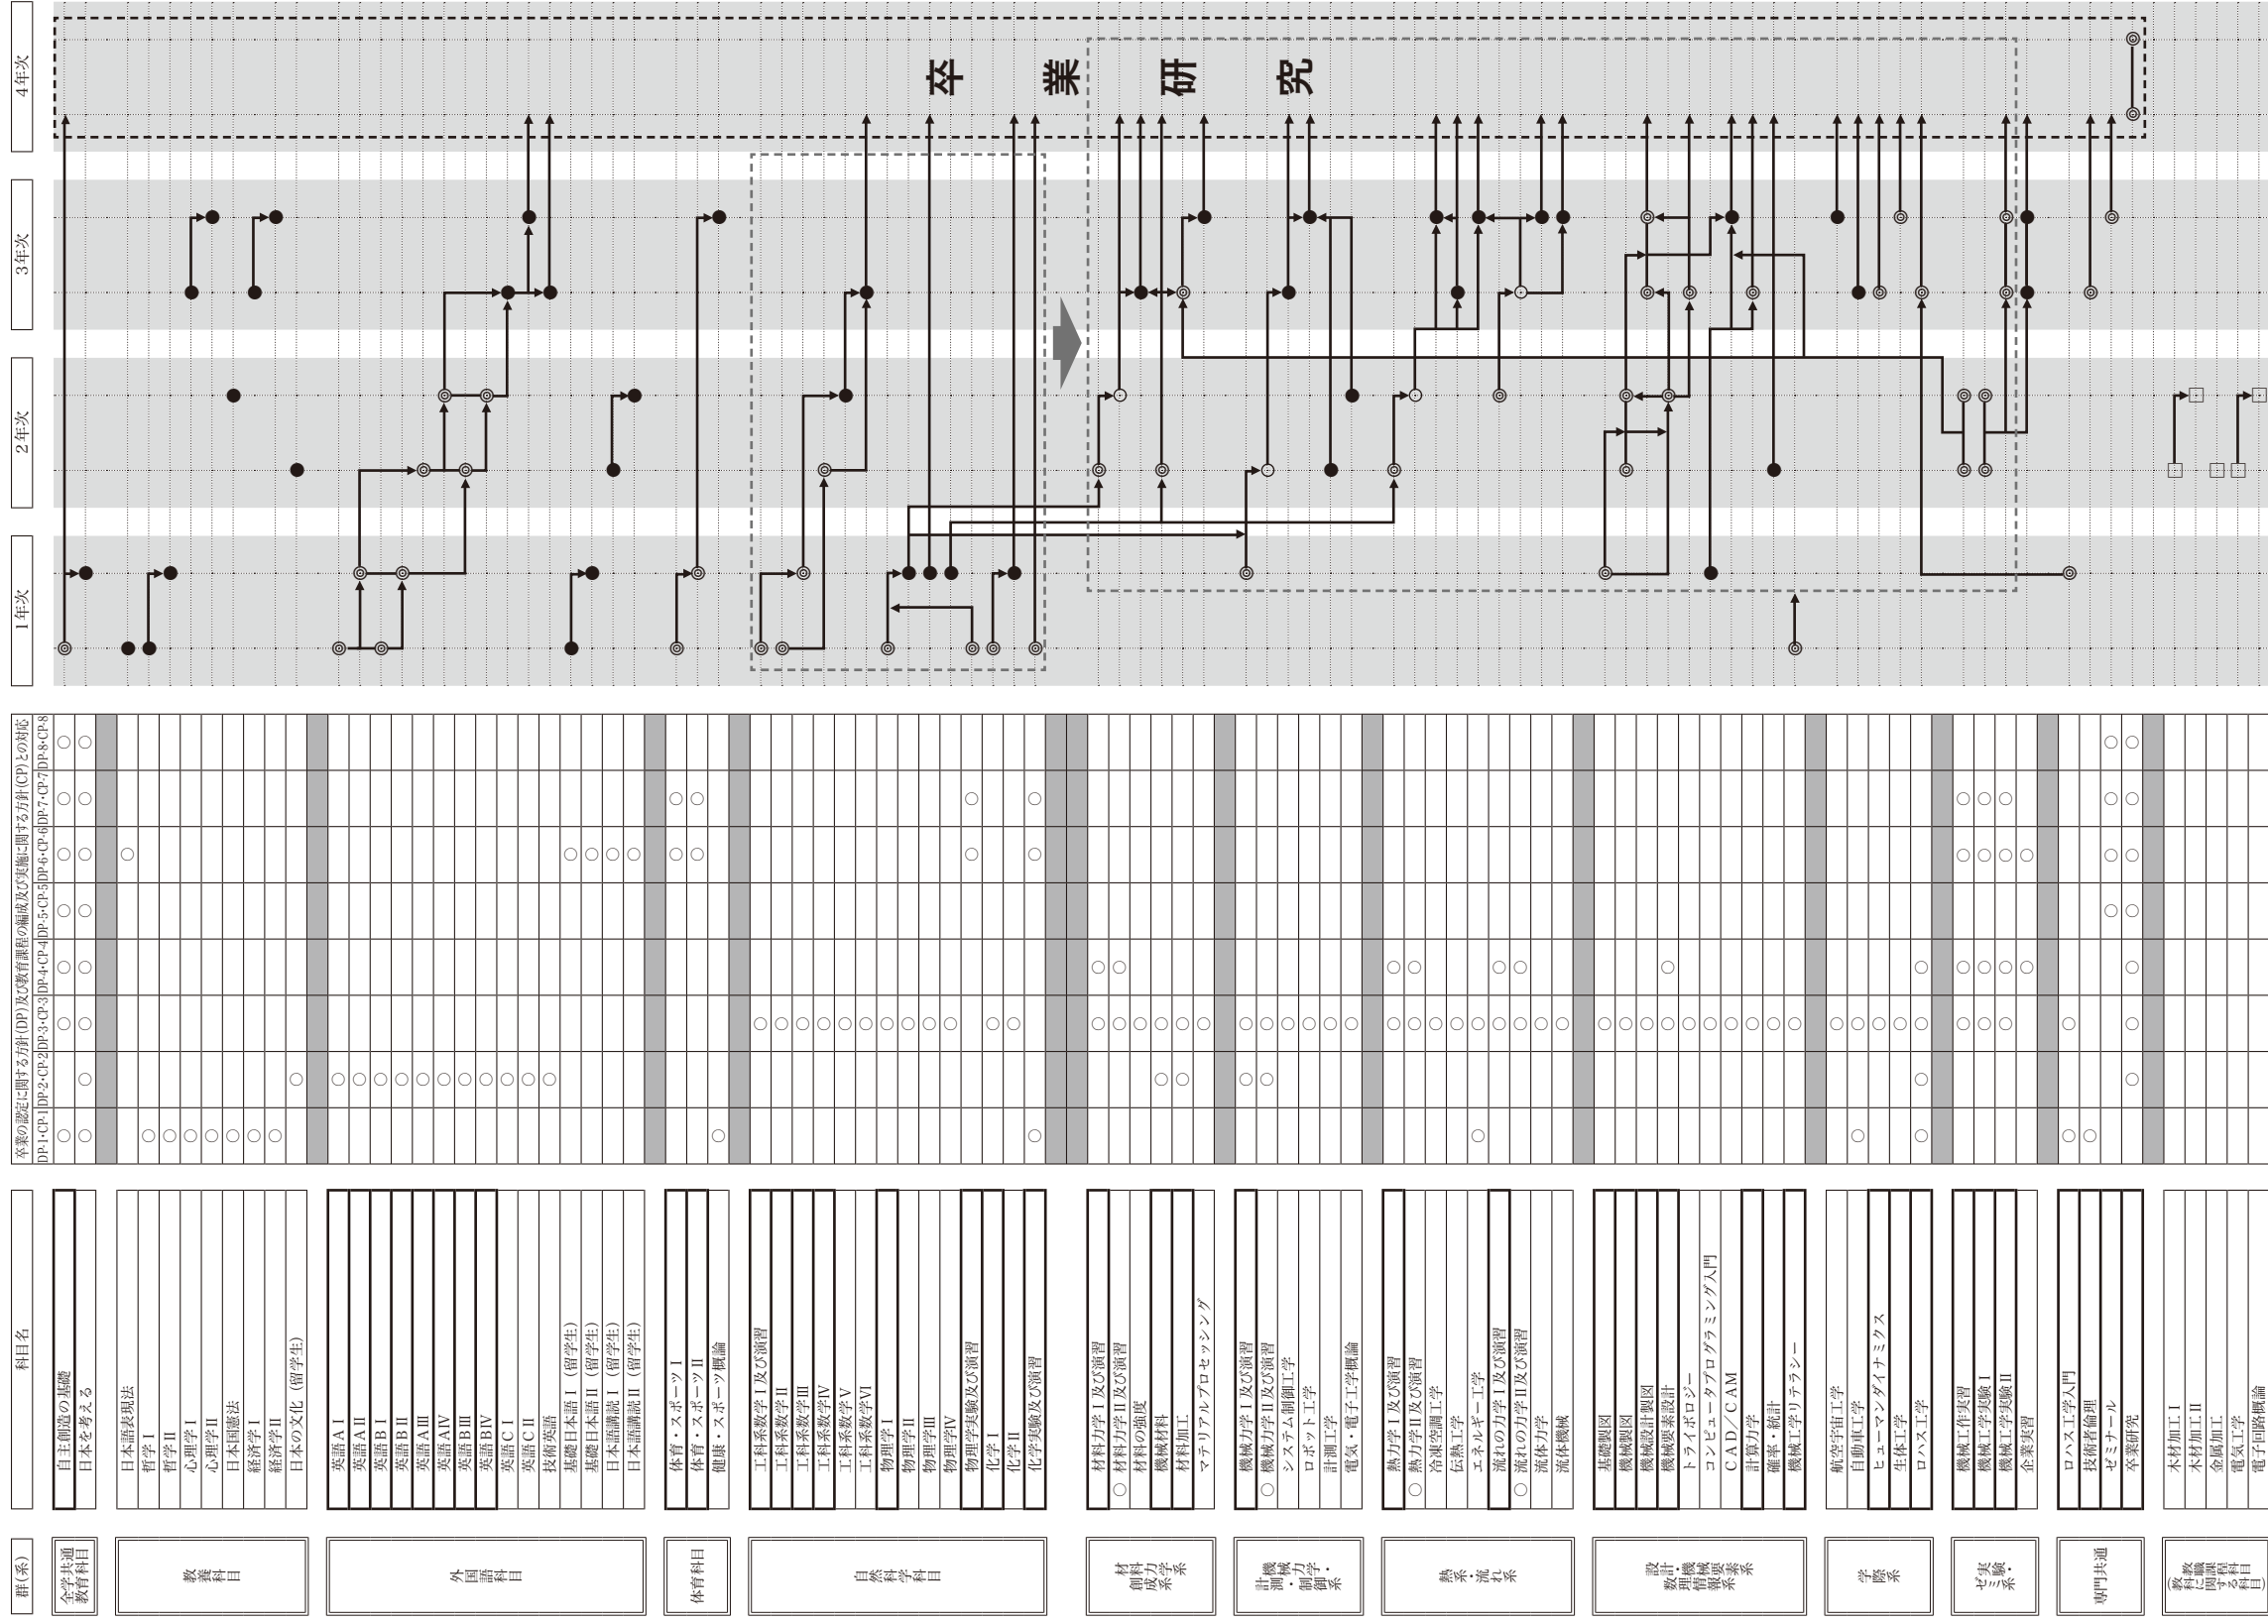 群(系)
科目名
卒業の認定に関する方針(DP)及び教育課程の編成及び実施に関する方針(CP)との対応
DP-1・CP-1
DP-2・CP-2
DP-3・CP-3
DP-4・CP-4
DP-5・CP-5
DP-6・CP-6
DP-7・CP-7
DP-8・CP-8
1年次
2年次
3年次
4年次
全学共通
教育科目
自主創造の基礎
日本を考える
教養科目
日本語表現法
哲学Ⅰ
哲学Ⅱ
心理学Ⅰ
心理学Ⅱ
日本国憲法
経済学Ⅰ
経済学Ⅱ
日本の文化(留学生)
外国語科目
英語AⅠ
英語AⅡ
英語BⅠ
英語BⅡ
英語AⅢ
英語AⅣ
英語BⅢ
英語BⅣ
英語CⅠ
英語CⅡ
技術英語
基礎日本語Ⅰ(留学生)
基礎日本語Ⅱ(留学生)
日本語講読Ⅰ(留学生)
日本語講読Ⅱ(留学生)
体育科目
体育・スポーツⅠ
体育・スポーツⅡ
健康・スポーツ概論
自然科学科目
工科系数学Ⅰ及び演習
工科系数学Ⅱ
工科系数学Ⅲ
工科系数学Ⅳ
工科系数学Ⅴ
工科系数学Ⅵ
物理学Ⅰ
物理学Ⅱ
物理学Ⅲ
物理学Ⅳ
物理学実験及び演習
化学Ⅰ
化学Ⅱ
化学実験及び演習
材料力学系
創成系
材料力学Ⅰ及び演習
○ 材料力学Ⅱ及び演習
材料の強度
機械材料
材料加工
マテリアルプロセッシング
機械力学・
計測・制御系
機械力学Ⅰ及び演習
○ 機械力学Ⅱ及び演習
システム制御工学
ロボット工学
計測工学
電気・電子工学概論
熱系・流れ系
熱力学Ⅰ及び演習
○ 熱力学Ⅱ及び演習
冷凍空調工学
伝熱工学
エネルギー工学
流れの力学Ⅰ及び演習
○ 流れの力学Ⅱ及び演習
流体力学
流体機械
設計・機械要素系
数理情報系
基礎製図
機械製図
機械設計製図
機械要素設計
トライボロジー
コンピュータプログラミング入門
CAD/CAM
計算力学
確率・統計
機械工学リテラシー
学際系
航空宇宙工学
自動車工学
ヒューマンダイナミクス
生体工学
ロハス工学
実験系・
ゼミ系
機械工作実習
機械工学実験Ⅰ
機械工学実験Ⅱ
企業実習
専門共通
ロハス工学入門
技術者倫理
ゼミナール
卒業研究
(教職課程
教科に関する科目)
木材加工Ⅰ
木材加工Ⅱ
金属加工
電気工学
電子回路概論
卒業研究